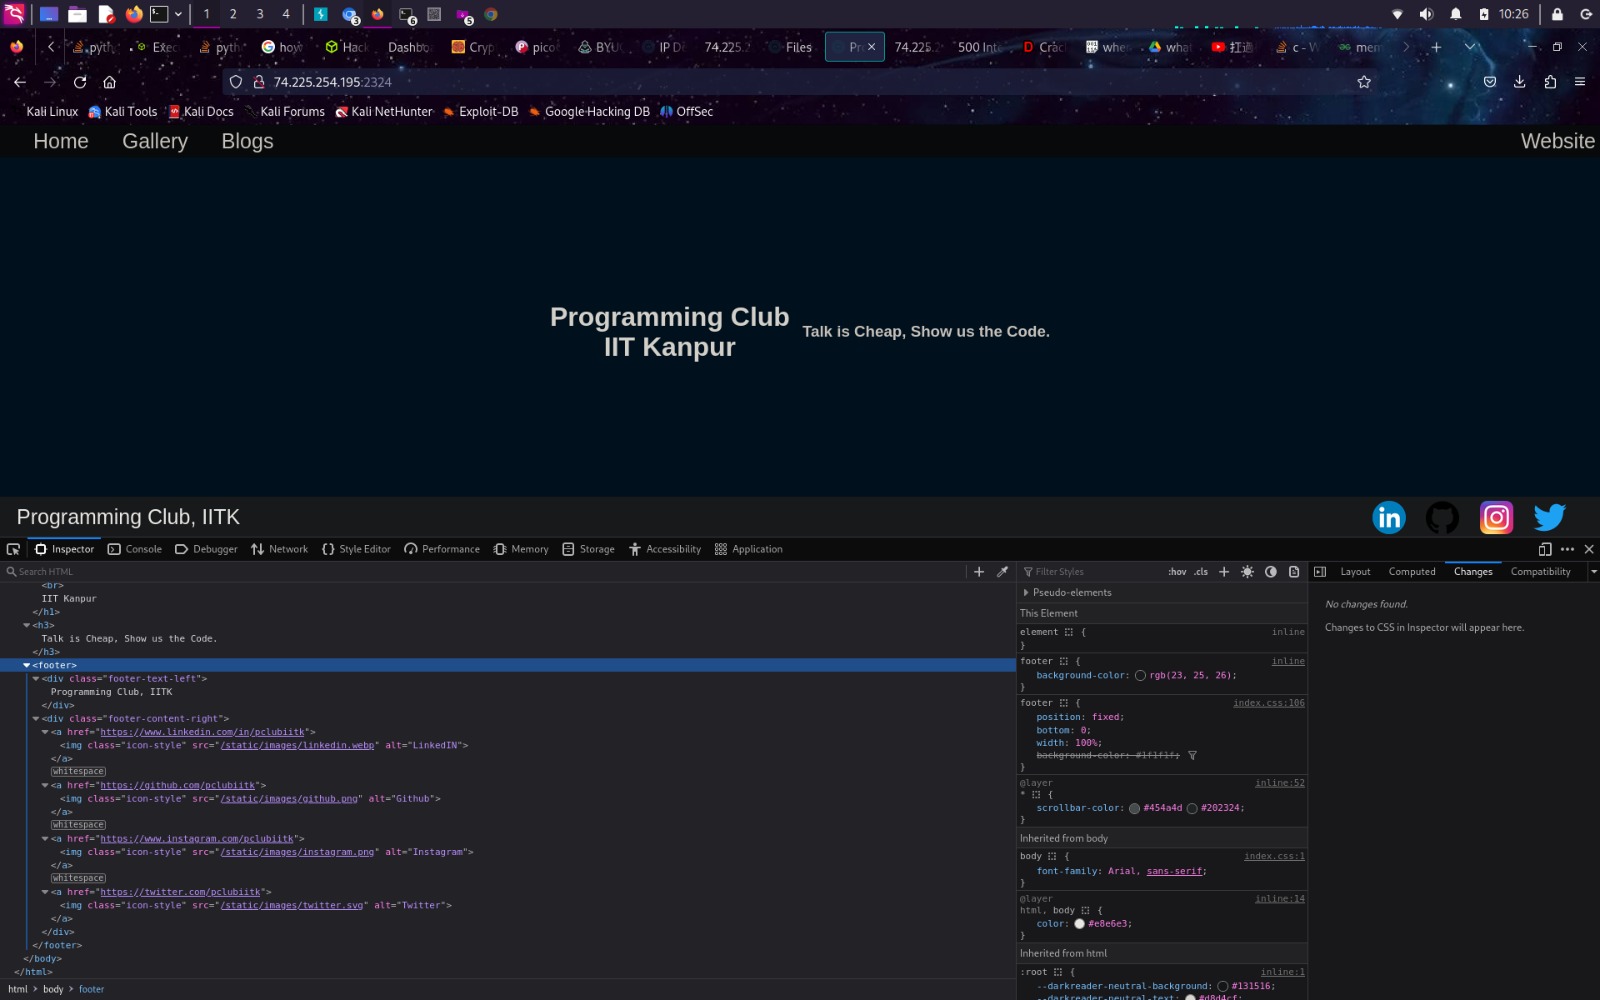 1 2 3 4 3 6 5 10:26
pyth Exec pyth how Hack Dashbo Cryp pico BYU IP D 74.225.2 Files Pr 74.225.2 500 Inte Crac when what c - W mem
74.225.254.195:2324
Kali Linux Kali Tools Kali Docs Kali Forums Kali NetHunter Exploit-DB Google Hacking DB OffSec
Home Gallery Blogs Website
Programming Club
IIT Kanpur
Talk is Cheap, Show us the Code.
Programming Club, IITK
Inspector Console Debugger Network Style Editor Performance Memory Storage Accessibility Application
Search HTML
<br>
IIT Kanpur
</h1>
<h3>
Talk is Cheap, Show us the Code.
</h3>
<footer>
<div class="footer-text-left">
Programming Club, IITK
</div>
<div class="footer-content-right">
<a href="https://www.linkedin.com/in/pclubiitk">
<img class="icon-style" src="/static/images/linkedin.webp" alt="LinkedIN">
</a>
whitespace
<a href="https://github.com/pclubiitk">
<img class="icon-style" src="/static/images/github.png" alt="Github">
</a>
whitespace
<a href="https://www.instagram.com/pclubiitk">
<img class="icon-style" src="/static/images/instagram.png" alt="Instagram">
</a>
whitespace
<a href="https://twitter.com/pclubiitk">
<img class="icon-style" src="/static/images/twitter.svg" alt="Twitter">
</a>
</div>
</footer>
</body>
</html>
html > body > footer
Filter Styles :hov .cls
Pseudo-elements
This Element
element { inline
}
footer { inline
background-color: rgb(23, 25, 26);
}
footer { index.css:106
position: fixed;
bottom: 0;
width: 100%;
background-color: #1f1f1f;
}
@layer inline:52
* {
scrollbar-color: #454a4d #202324;
}
Inherited from body
body { index.css:1
font-family: Arial, sans-serif;
}
@layer inline:14
html, body {
color: #e8e6e3;
}
Inherited from html
:root { inline:1
--darkreader-neutral-background: #131516;
--darkreader-neutral-text: #d8d4cf;
Layout Computed Changes Compatibility
No changes found.
Changes to CSS in Inspector will appear here.